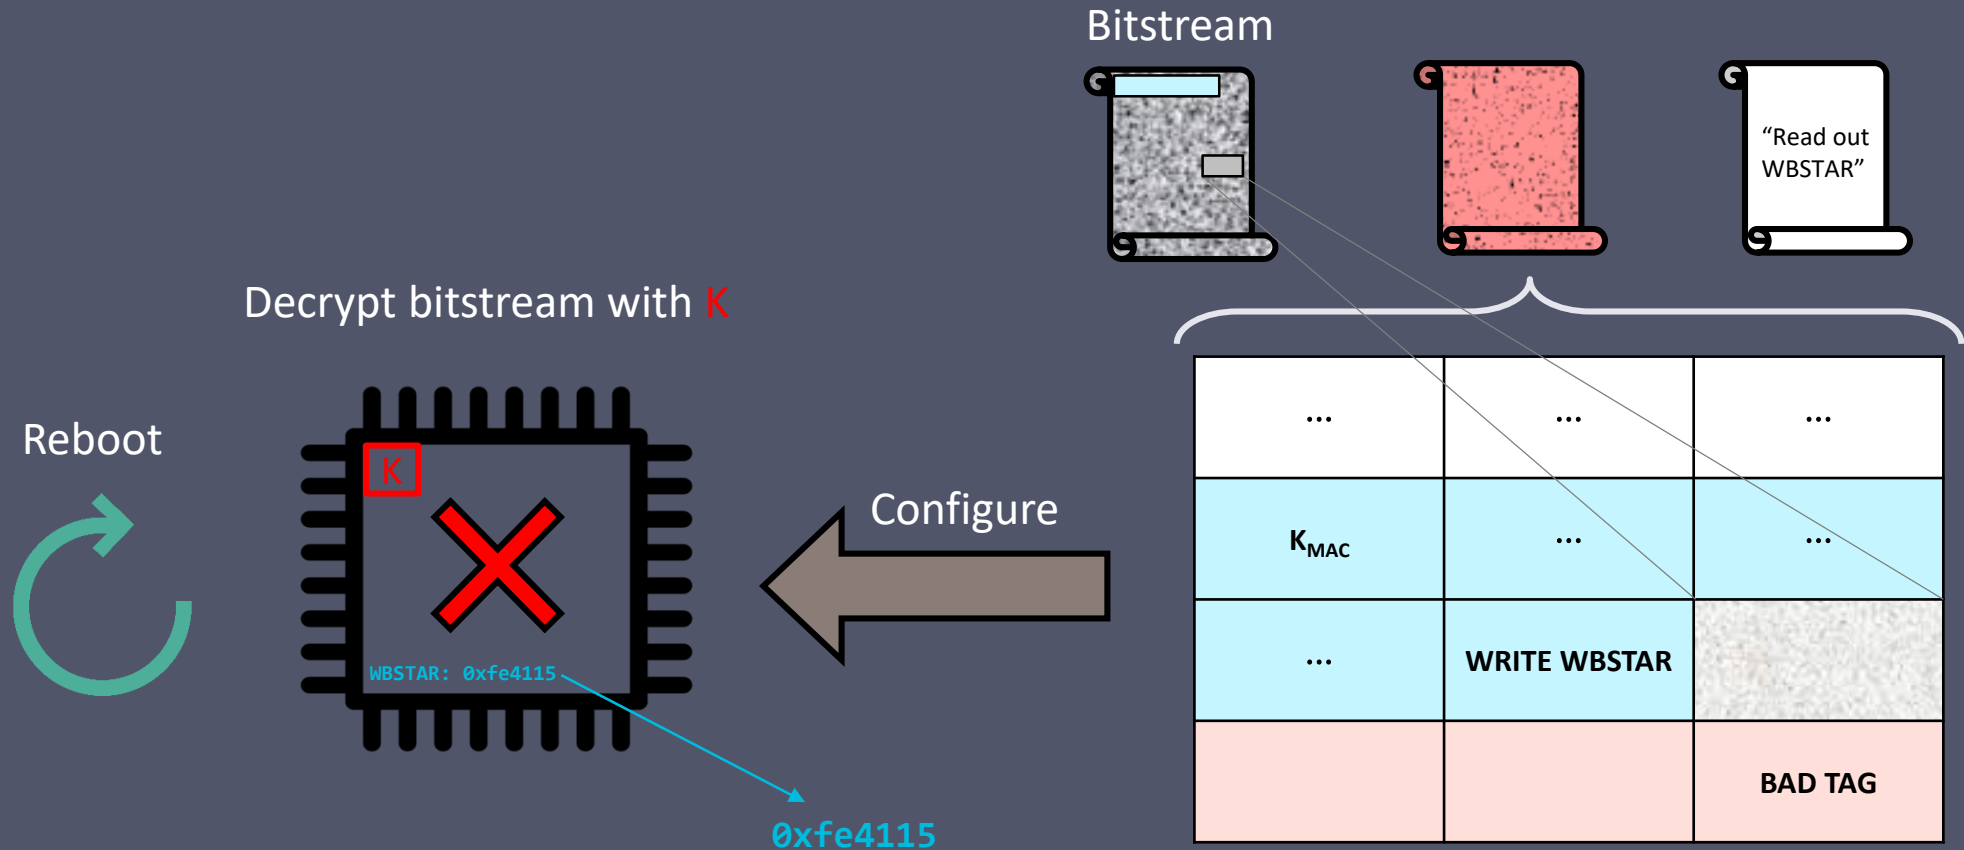 Bitstream
“Read out
WBSTAR”
Decrypt bitstream with K
Reboot
K
Configure
WBSTAR: 0xfe4115
0xfe4115
... ... ...
KMAC ... ...
... WRITE WBSTAR
BAD TAG